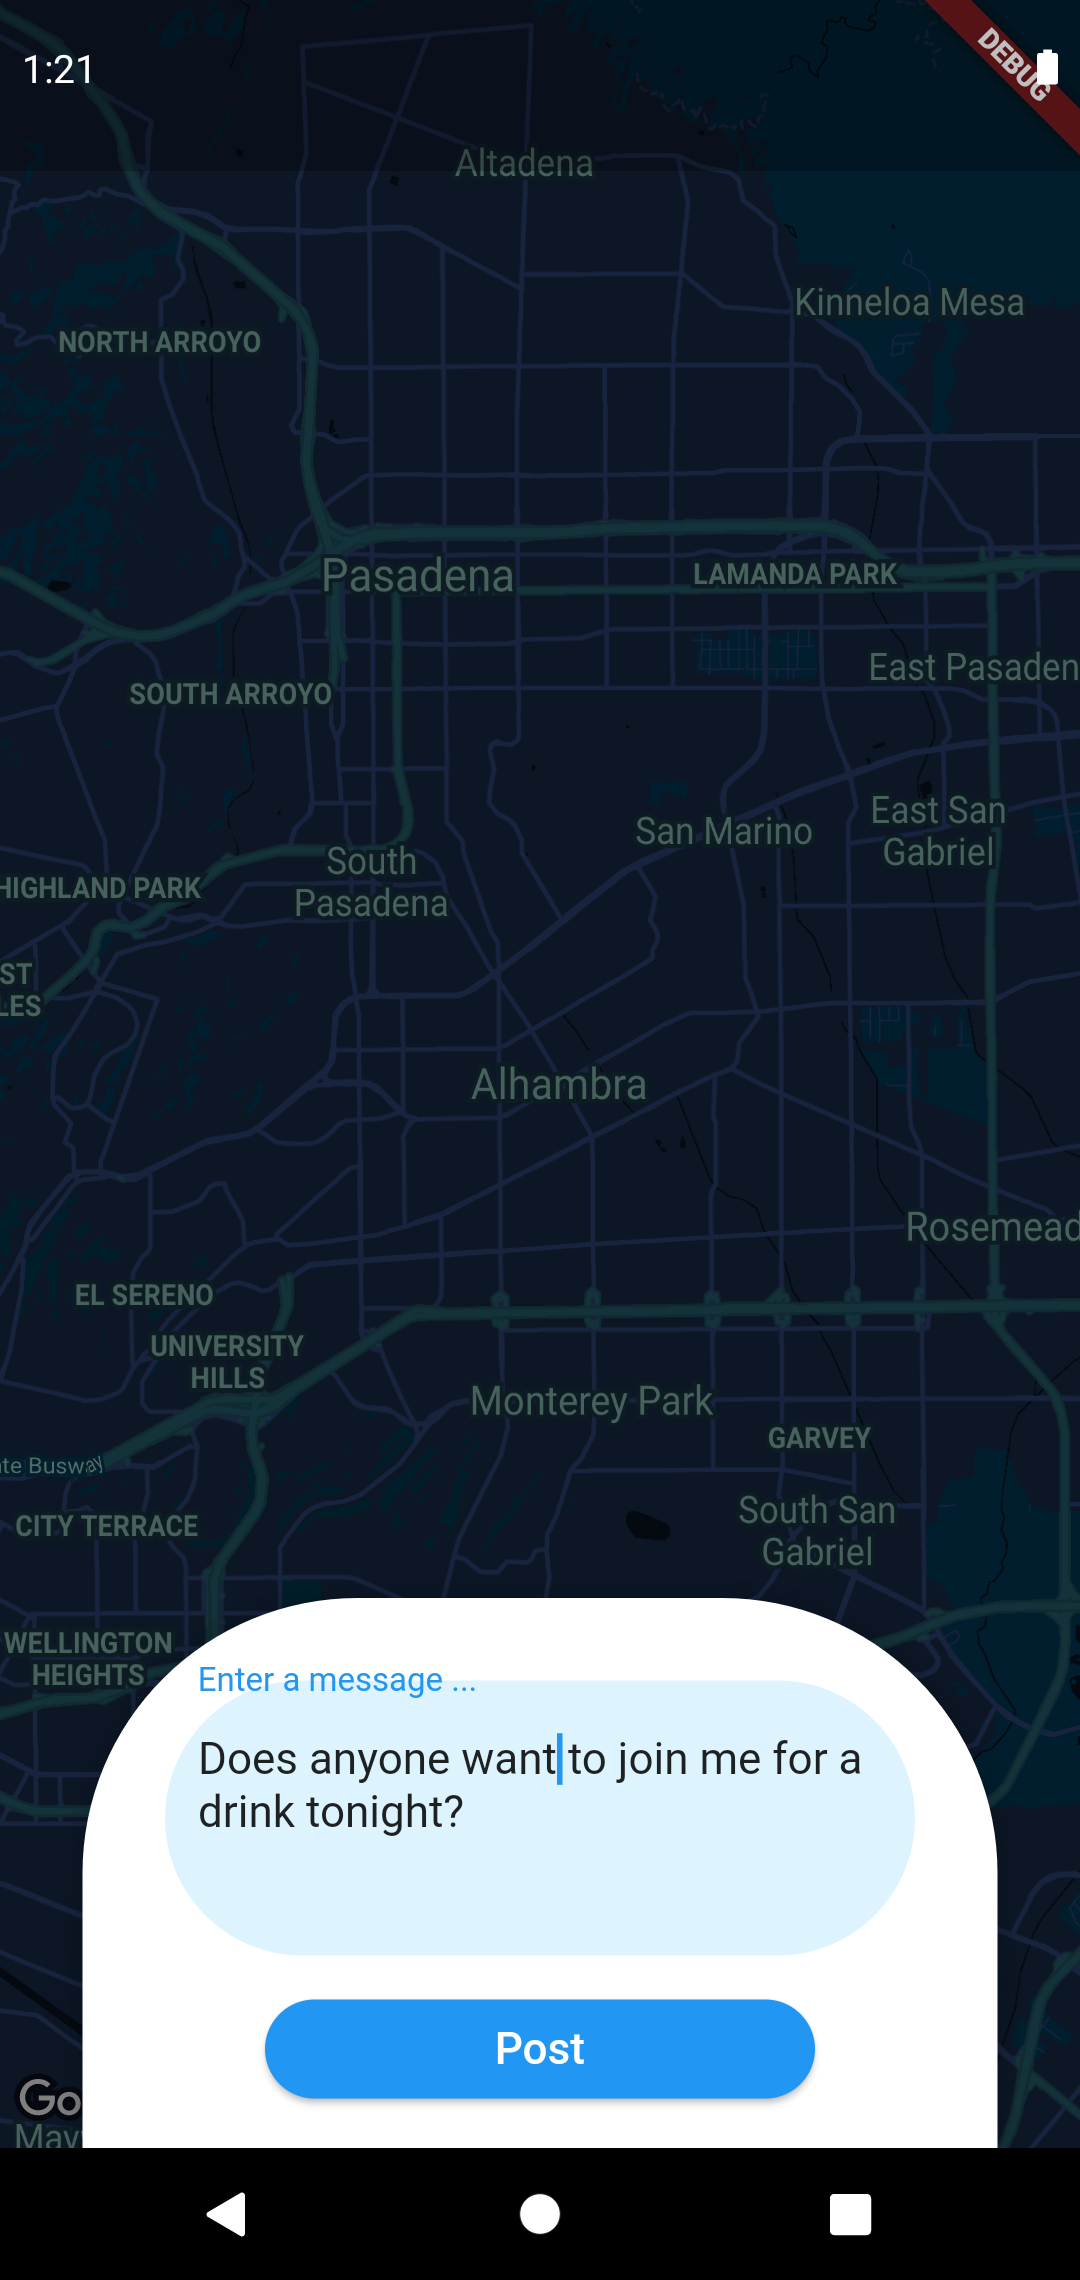 1:21
DEBUG
Altadena
Kinneloa Mesa
NORTH ARROYO
Pasadena
LAMANDA PARK
East Pasaden
SOUTH ARROYO
East San
Gabriel
San Marino
South
Pasadena
HIGHLAND PARK
ST
LES
Alhambra
Rosemead
EL SERENO
UNIVERSITY
HILLS
Monterey Park
GARVEY
te Busway
South San
Gabriel
CITY TERRACE
WELLINGTON
HEIGHTS
Enter a message ...
Does anyone want to join me for a
drink tonight?
Post
Go
May